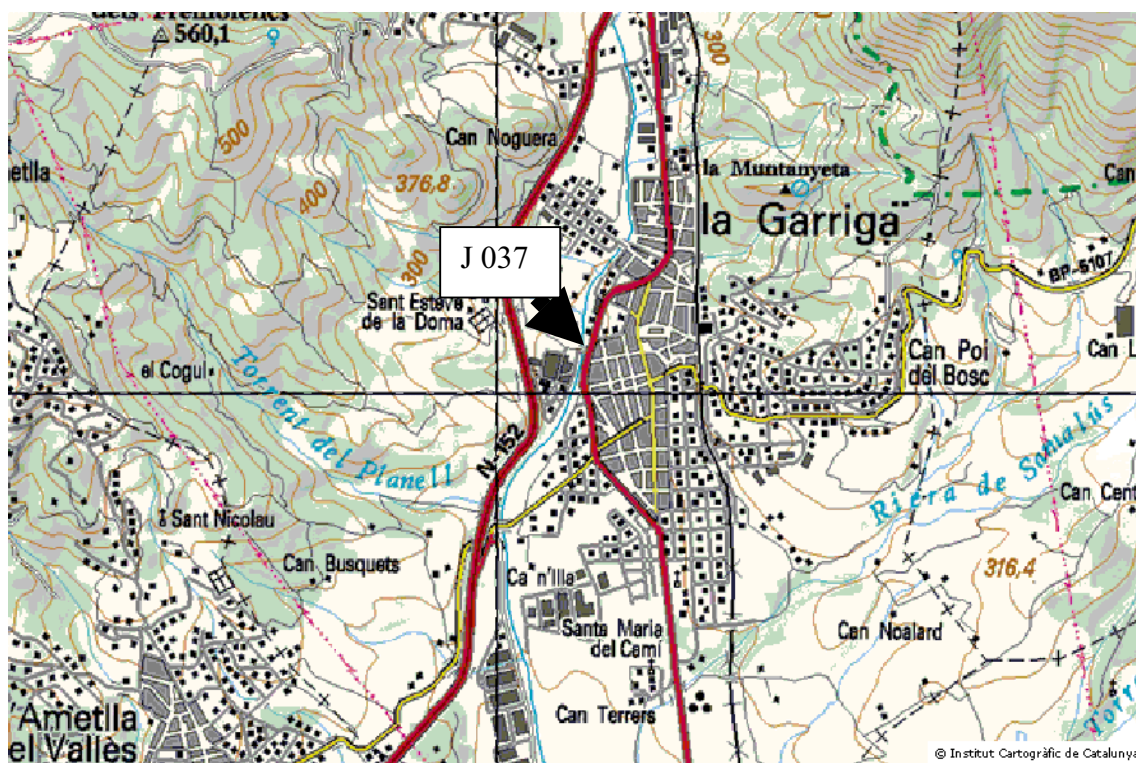 560,1
300
Can Noguera
500
la Muntanyeta
376,8
400
la Garriga
J 037
300
BP-5107
Sant Esteve
de la Doma
el Cogul
Can Poi
del Bosc
Can L
Torrent del Planell
N-152
Riera de Samalús
Can Cent
Sant Nicolau
Can Busquets
Ca n'Illa
316,4
Santa Maria
del Camí
Can Noalard
Can Terrers
'Ametlla
el Vallès
© Institut Cartogràfic de Catalunya